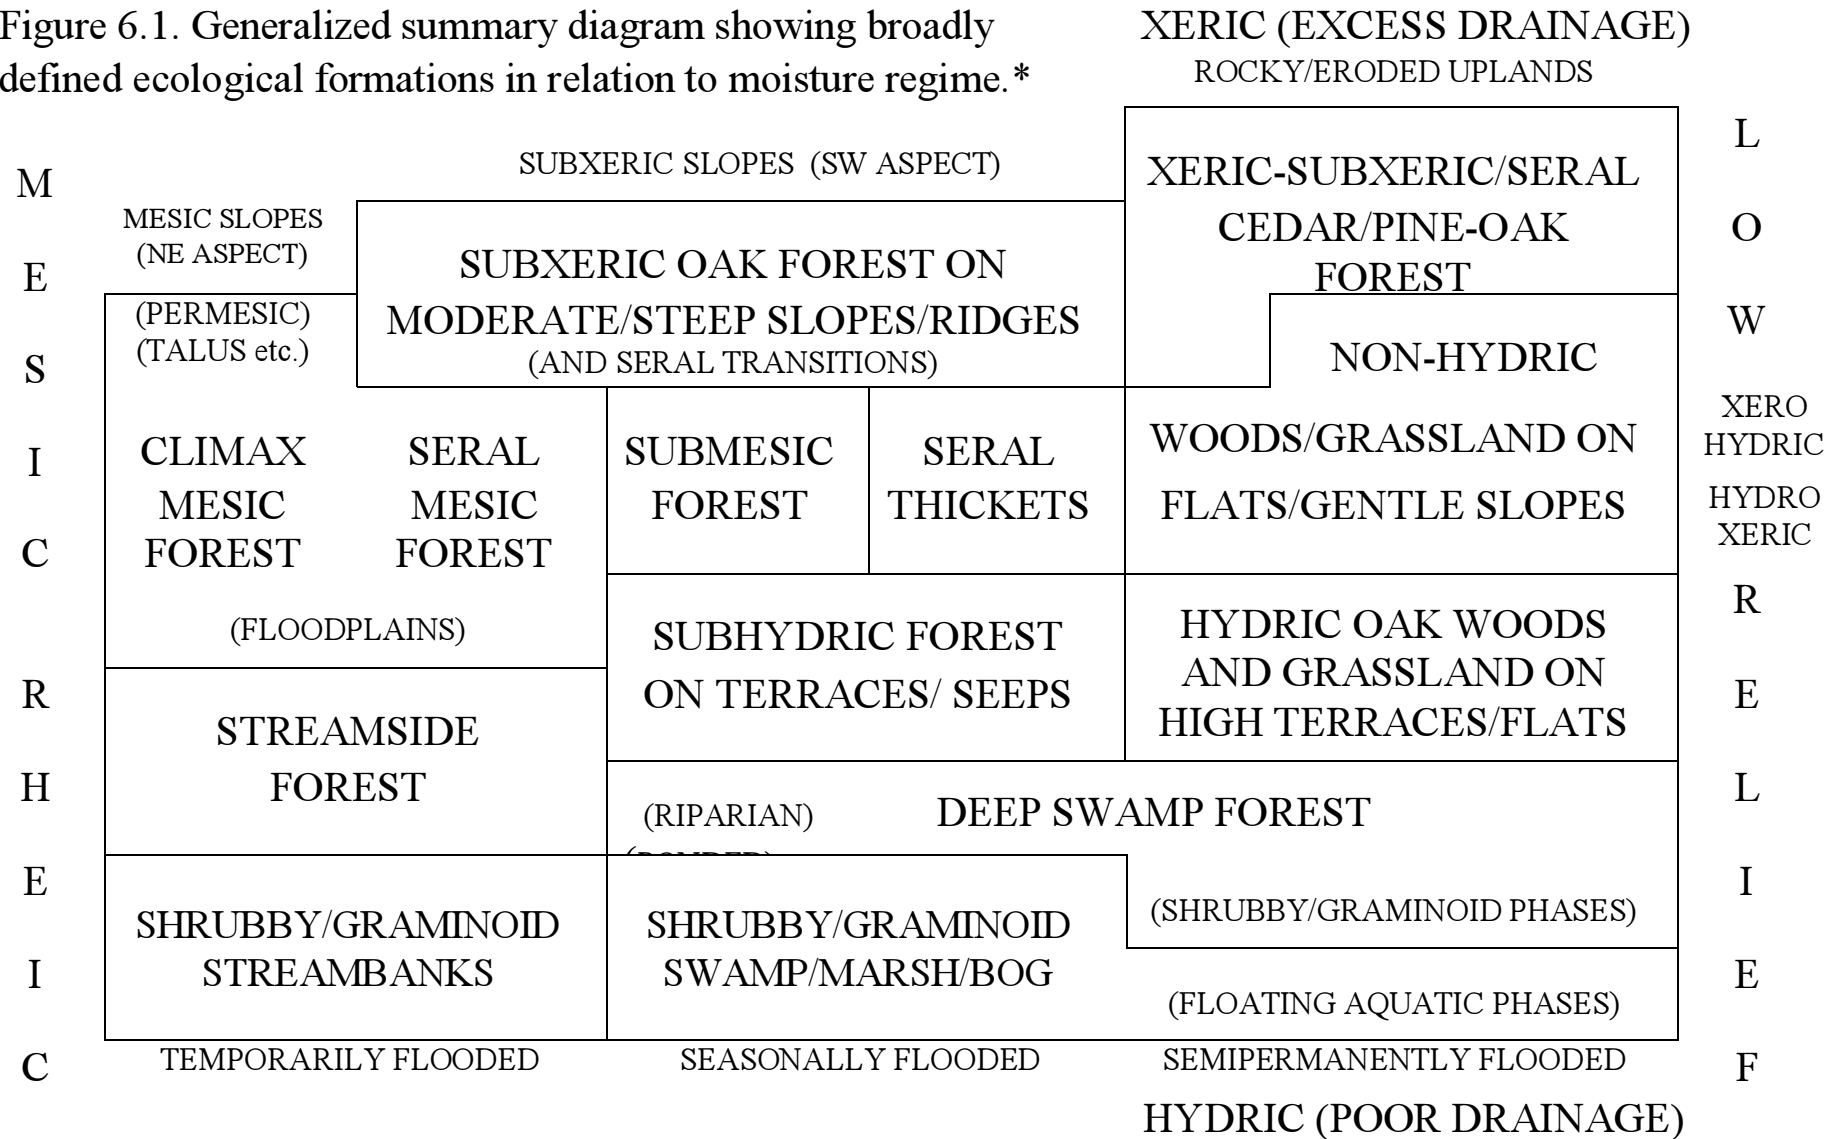 Figure 6.1. Generalized summary diagram showing broadly
defined ecological formations in relation to moisture regime.*
XERIC (EXCESS DRAINAGE)
ROCKY/ERODED UPLANDS
SUBXERIC SLOPES (SW ASPECT)
MESIC SLOPES
(NE ASPECT)
XERIC-SUBXERIC/SERAL
CEDAR/PINE-OAK
FOREST
SUBXERIC OAK FOREST ON
MODERATE/STEEP SLOPES/RIDGES
(AND SERAL TRANSITIONS)
(PERMESIC)
(TALUS etc.)
NON-HYDRIC
WOODS/GRASSLAND ON
FLATS/GENTLE SLOPES
CLIMAX
MESIC
FOREST
SERAL
MESIC
FOREST
SUBMESIC
FOREST
SERAL
THICKETS
(FLOODPLAINS)
SUBHYDRIC FOREST
ON TERRACES/ SEEPS
HYDRIC OAK WOODS
AND GRASSLAND ON
HIGH TERRACES/FLATS
STREAMSIDE
FOREST
(RIPARIAN)
DEEP SWAMP FOREST
(SHRUBBY/GRAMINOID PHASES)
SHRUBBY/GRAMINOID
STREAMBANKS
SHRUBBY/GRAMINOID
SWAMP/MARSH/BOG
(FLOATING AQUATIC PHASES)
TEMPORARILY FLOODED
SEASONALLY FLOODED
SEMIPERMANENTLY FLOODED
HYDRIC (POOR DRAINAGE)
M
E
S
I
C
R
H
E
I
C
L
O
W
XERO
HYDRIC
HYDRO
XERIC
R
E
L
I
E
F